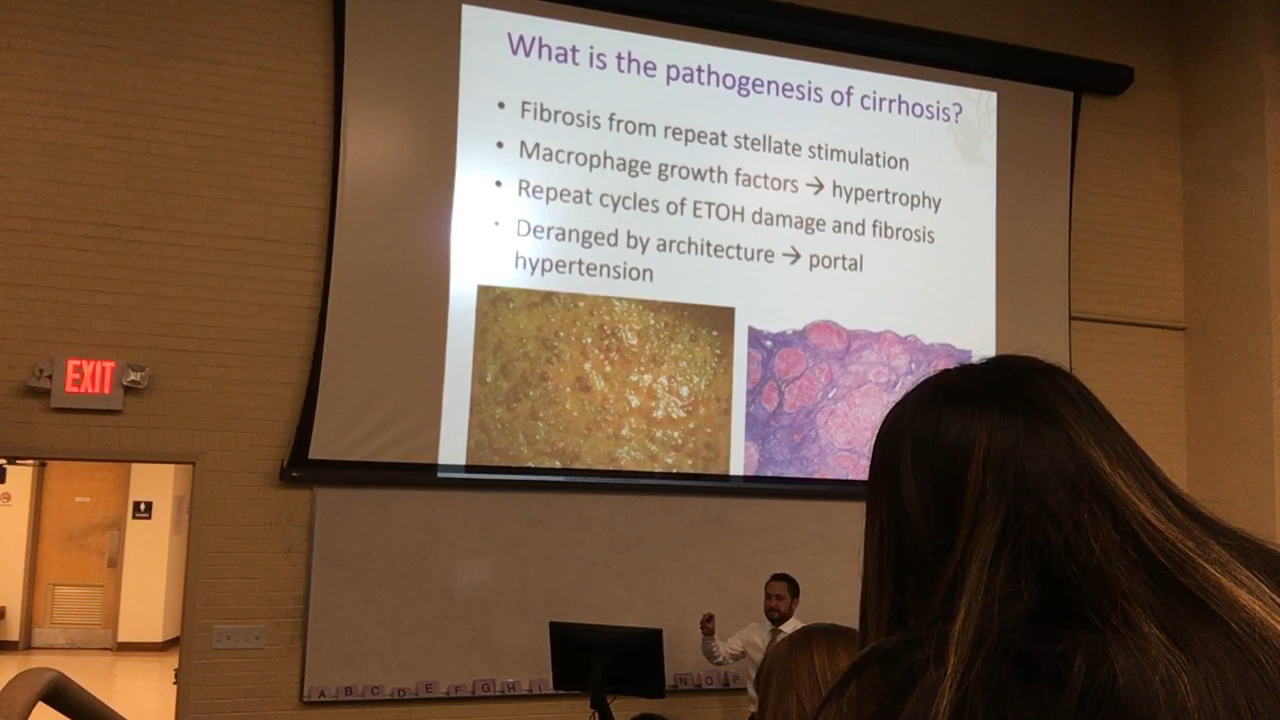 What is the pathogenesis of cirrhosis?
• Fibrosis from repeat stellate stimulation
• Macrophage growth factors → hypertrophy
• Repeat cycles of ETOH damage and fibrosis
• Deranged by architecture → portal
hypertension
EXIT
A B C D E F G H I
N O P